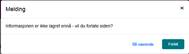 Melding
Informasjonen er ikke lagret ennå - vil du forlate siden?
Bli værende
Forlat